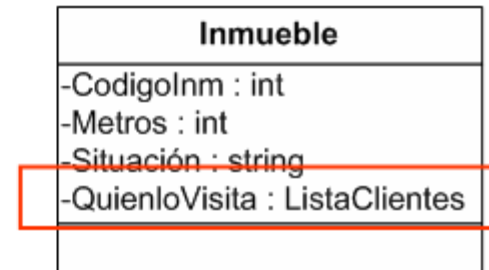 Inmueble
-CodigoInm : int
-Metros : int
-Situación : string
-QuienloVisita : ListaClientes